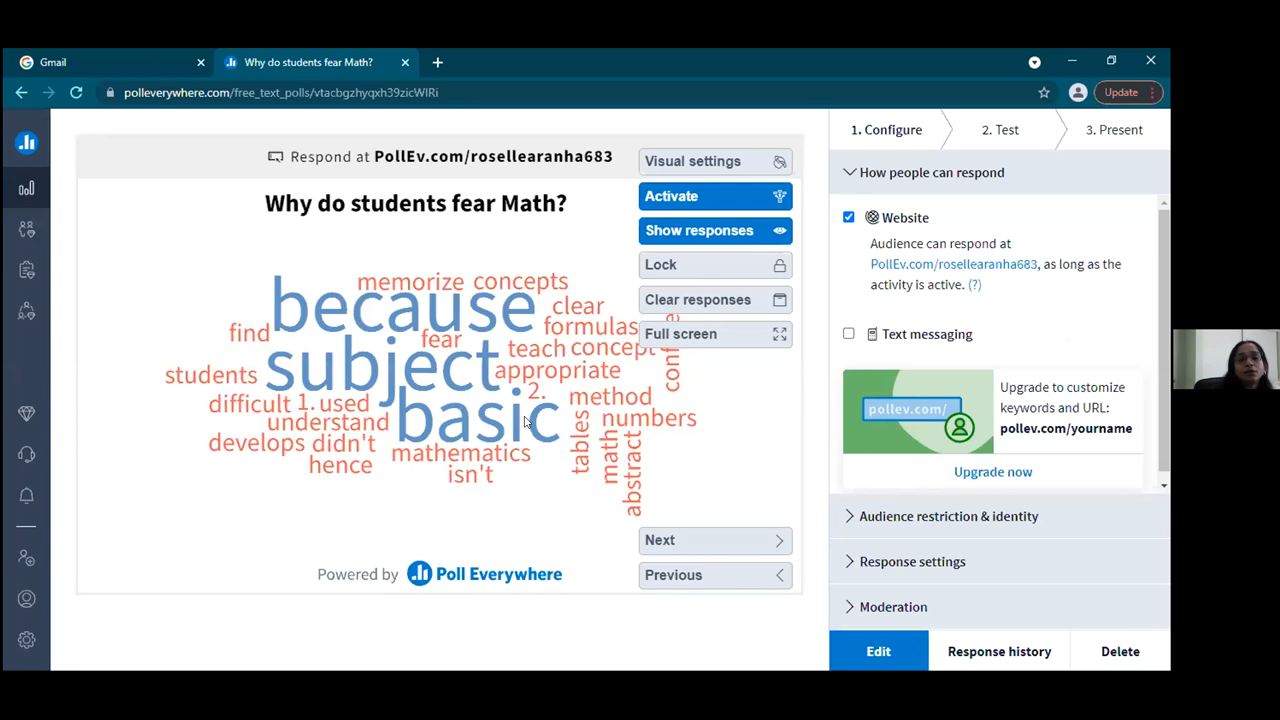 Gmail
Why do students fear Math?
polleverywhere.com/free_text_polls/vtacbgzhyqxh39zicWlRi
Update
Respond at PollEv.com/rosellearanha683
Why do students fear Math?
memorize concepts
because
clear
find
fear
formulas
subject
teach concept
students
appropriate
2.
difficult 1. used
method
understand
basic
numbers
develops didn't
mathematics
hence
isn't
tables
math
abstract
Visual settings
Activate
Show responses
Lock
Clear responses
Full screen
Next
Previous
Powered by Poll Everywhere
1. Configure
2. Test
3. Present
How people can respond
Website
Audience can respond at
PollEv.com/rosellearanha683, as long as the
activity is active. (?)
Text messaging
pollev.com/
Upgrade to customize
keywords and URL:
pollev.com/yourname
Upgrade now
Audience restriction & identity
Response settings
Moderation
Edit
Response history
Delete